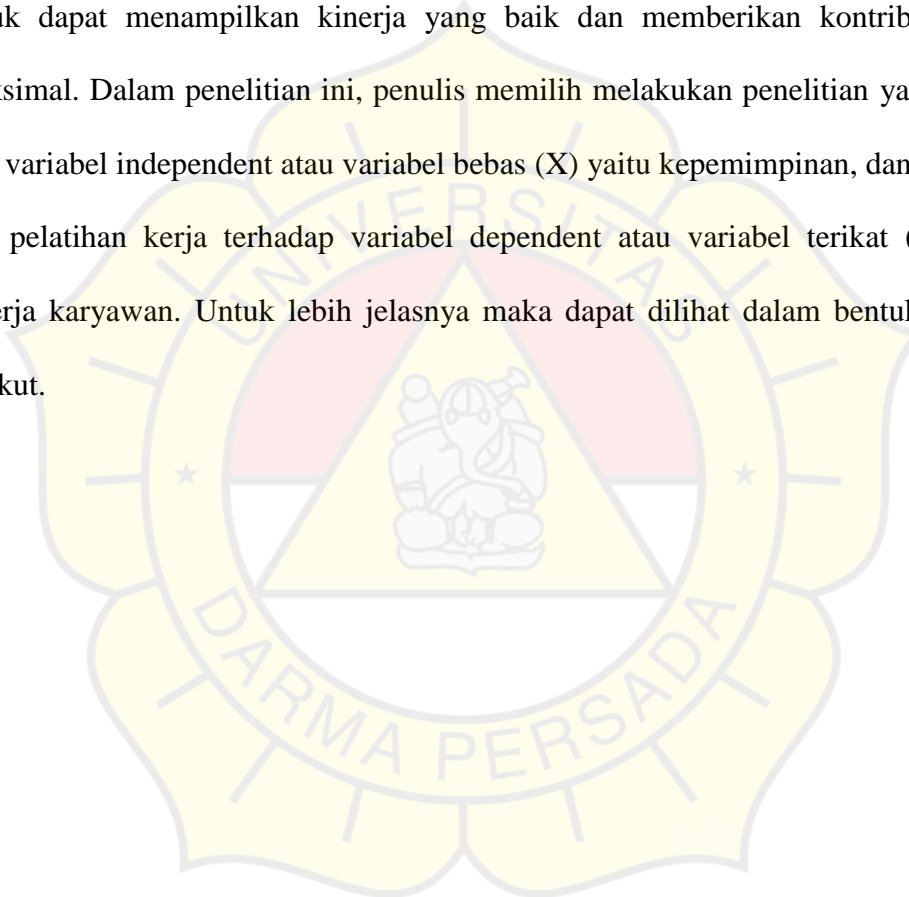 uk dapat menampilkan kinerja yang baik dan memberikan kontrib
ksimal. Dalam penelitian ini, penulis memilih melakukan penelitian ya
variabel independent atau variabel bebas (X) yaitu kepemimpinan, dan
pelatihan kerja terhadap variabel dependent atau variabel terikat (
erja karyawan. Untuk lebih jelasnya maka dapat dilihat dalam bentuk
kut.
UNIVERSITAS
DARMA PERSADA